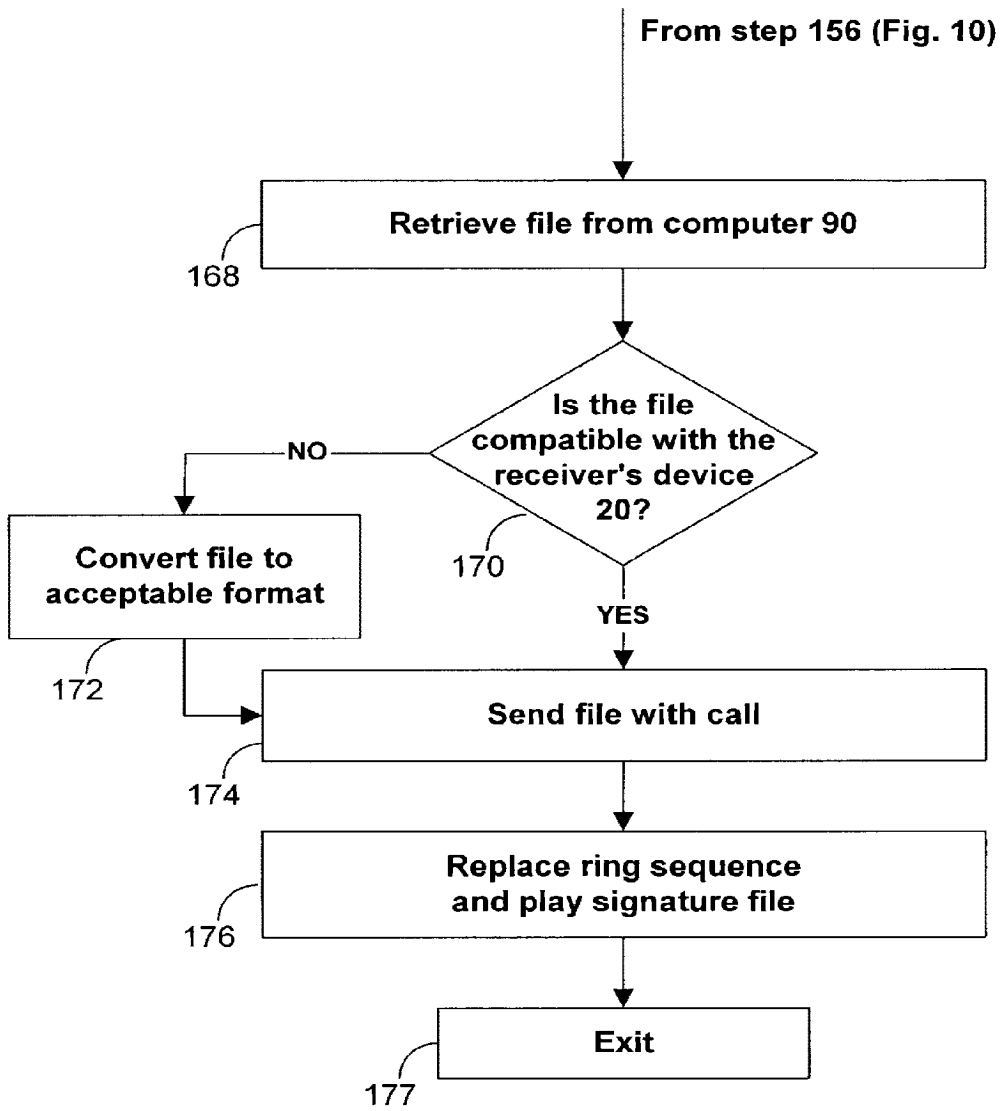 From step 156 (Fig. 10)
Retrieve file from computer 90
168
Is the file
compatible with the
receiver's device
20?
NO
170
Convert file to
acceptable format
172
YES
Send file with call
174
Replace ring sequence
and play signature file
176
Exit
177